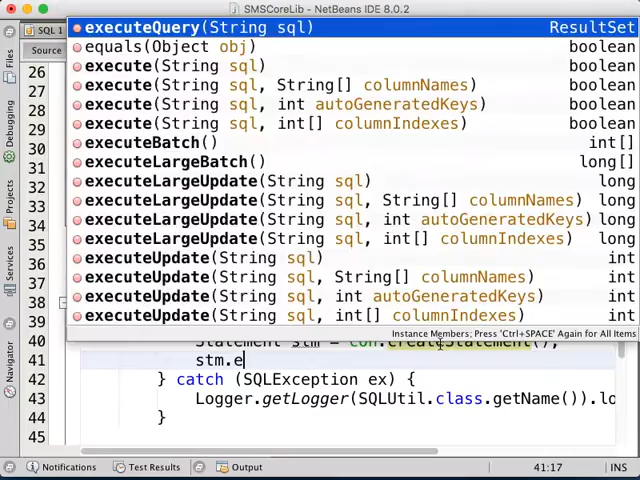 SMSCoreLib - NetBeans IDE 8.0.2
SQL 1
Source
executeQuery(String sql) ResultSet
equals(Object obj) boolean
execute(String sql) boolean
execute(String sql, String[] columnNames) boolean
execute(String sql, int autoGeneratedKeys) boolean
execute(String sql, int[] columnIndexes) boolean
executeBatch() int[]
executeLargeBatch() long[]
executeLargeUpdate(String sql) long
executeLargeUpdate(String sql, String[] columnNames) long
executeLargeUpdate(String sql, int autoGeneratedKeys) long
executeLargeUpdate(String sql, int[] columnIndexes) long
executeUpdate(String sql) int
executeUpdate(String sql, String[] columnNames) int
executeUpdate(String sql, int autoGeneratedKeys) int
executeUpdate(String sql, int[] columnIndexes) int
Instance Members; Press 'Ctrl+SPACE' Again for All Items
Files
Debugging
Projects
Services
Navigator
26
27
28
29
30
31
32
33
34
35
36
37
38
39
40 Statement stm = con.createStatement();
41 stm.e
42 } catch (SQLException ex) {
43 Logger.getLogger(SQLUtil.class.getName()).lo
44 }
45
Notifications Test Results Output 41:17 INS